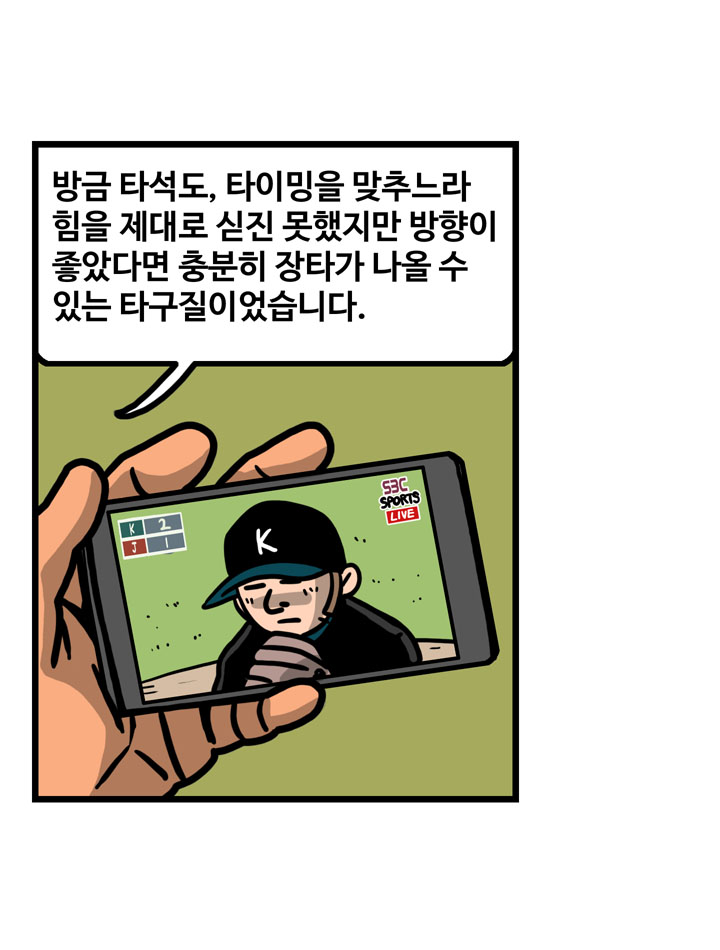 방금 타석도, 타이밍을 맞추느라
힘을 제대로 싣진 못했지만 방향이
좋았다면 충분히 장타가 나올 수
있는 타구질이었습니다.
SBC
SPORTS
LIVE
K 2
J 1
K